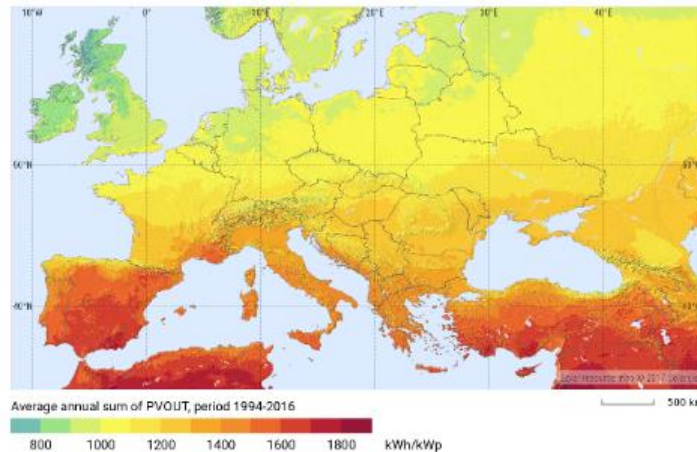 10°W 0° 10°E 20°E 30°E 40°E
40°N
Average annual sum of PVOUT, period 1994-2016
500 km
800 1000 1200 1400 1600 1800 kWh/kWp